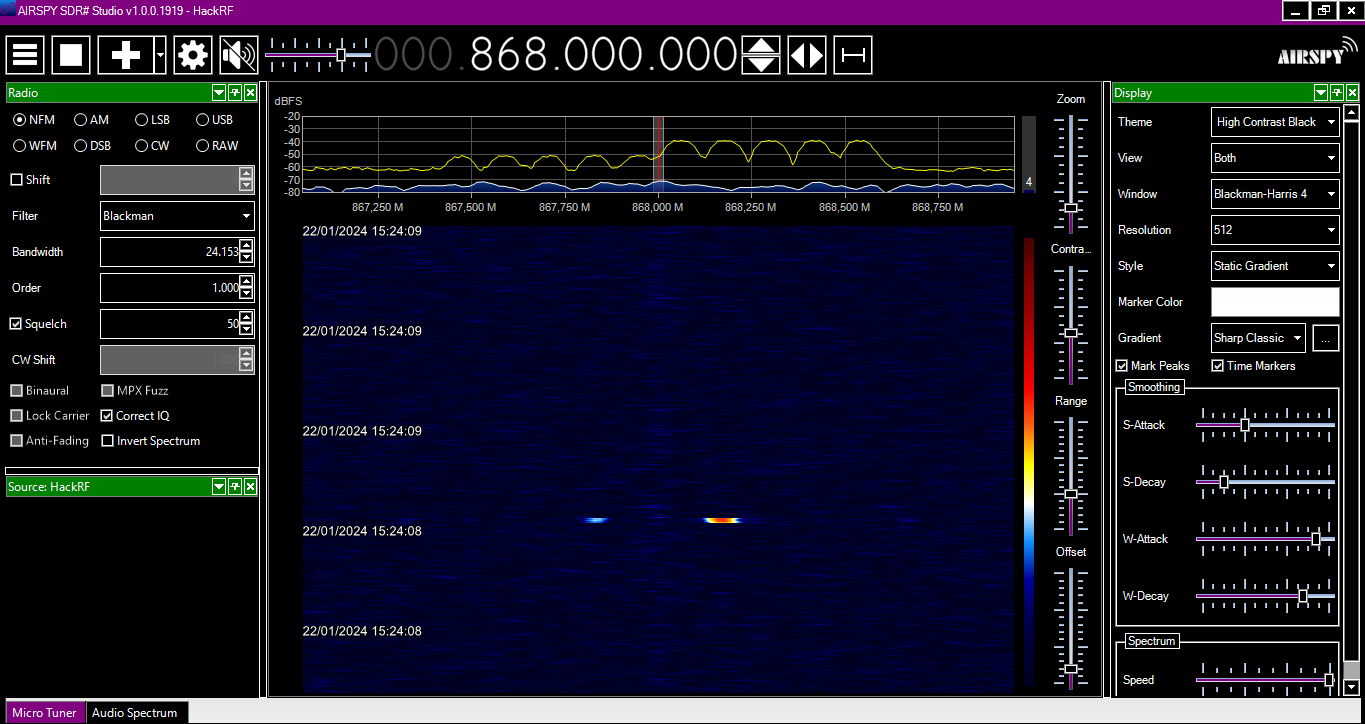 AIRSPY SDR# Studio v1.0.0.1919 - HackRF
000.868.000.000
AIRSPY
Radio
NFM AM LSB USB
WFM DSB CW RAW
Shift
Filter Blackman
Bandwidth 24.153
Order 1.000
Squelch 50
CW Shift
Binaural MPX Fuzz
Lock Carrier Correct IQ
Anti-Fading Invert Spectrum
Source: HackRF
dBFS
-20
-30
-40
-50
-60
-70
-80
4
867,250 M 867,500 M 867,750 M 868,000 M 868,250 M 868,500 M 868,750 M
22/01/2024 15:24:09
22/01/2024 15:24:09
22/01/2024 15:24:09
22/01/2024 15:24:08
22/01/2024 15:24:08
Zoom
Contra...
Range
Offset
Display
Theme High Contrast Black
View Both
Window Blackman-Harris 4
Resolution 512
Style Static Gradient
Marker Color
Gradient Sharp Classic ...
Mark Peaks Time Markers
Smoothing
S-Attack
S-Decay
W-Attack
W-Decay
Spectrum
Speed
Micro Tuner Audio Spectrum